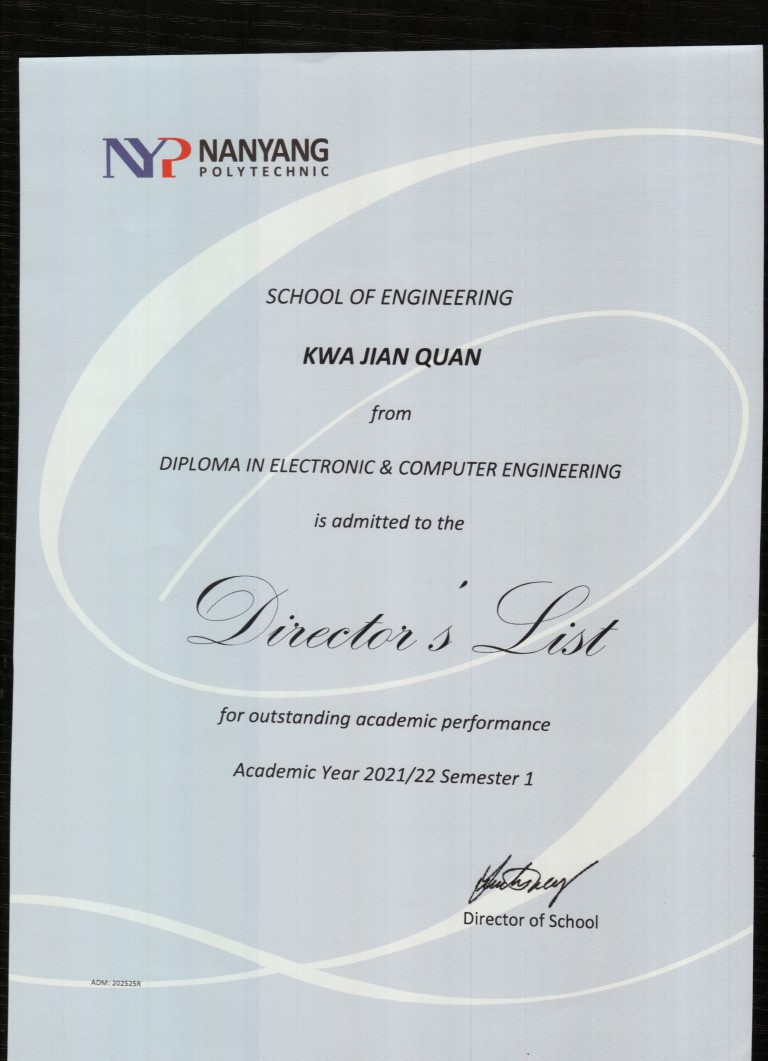 NYP NANYANG
POLYTECHNIC
SCHOOL OF ENGINEERING
KWA JIAN QUAN
from
DIPLOMA IN ELECTRONIC & COMPUTER ENGINEERING
is admitted to the
Director's List
for outstanding academic performance
Academic Year 2021/22 Semester 1
Director of School
ADM: 202525R